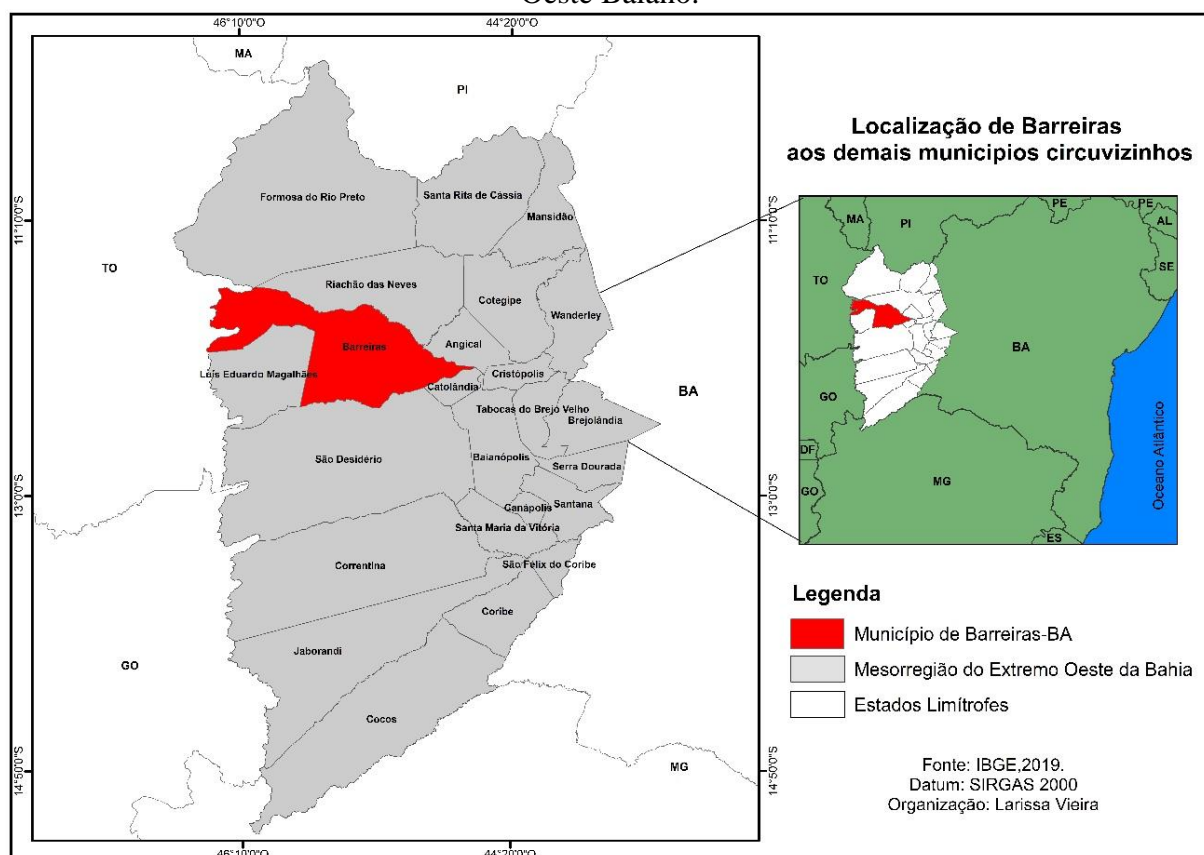 Oeste Baiano.
46°10'0"O
44°20'0"O
MA
PI
11°10'0"S
11°10'0"S
Formosa do Rio Preto
Santa Rita de Cássia
Mansidão
TO
Riachão das Neves
Cotegipe
Wanderley
Barreiras
Angical
Luís Eduardo Magalhães
Catolândia
Cristópolis
BA
Tabocas do Brejo Velho
Brejolândia
São Desidério
Baianópolis
Serra Dourada
13°0'0"S
13°0'0"S
Canápolis
Santana
Santa Maria da Vitória
Correntina
São Félix do Coribe
Coribe
Jaborandi
GO
Cocos
MG
14°50'0"S
14°50'0"S
46°10'0"O
44°20'0"O
Localização de Barreiras
aos demais municipios circuvizinhos
MA
PI
PE
PE
AL
SE
TO
BA
GO
DF
GO
MG
ES
Oceano Atlântico
Legenda
Município de Barreiras-BA
Mesorregião do Extremo Oeste da Bahia
Estados Limítrofes
Fonte: IBGE,2019.
Datum: SIRGAS 2000
Organização: Larissa Vieira